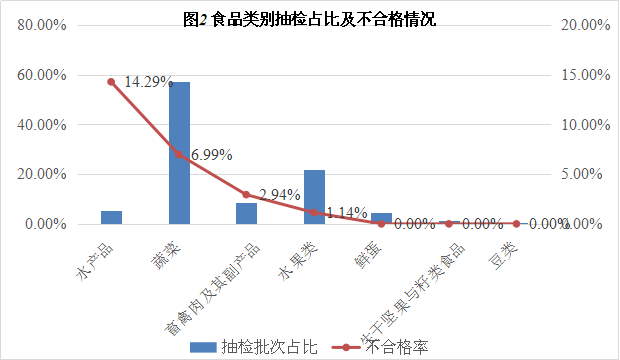 图2 食品类别抽检占比及不合格情况
80.00%
60.00%
40.00%
20.00%
0.00%
20.00%
15.00%
10.00%
5.00%
0.00%
14.29%
6.99%
2.94%
1.14%
0.00%
0.00%
0.00%
水产品
蔬菜
畜禽肉及其副产品
水果类
鲜蛋
生干坚果与籽类食品
豆类
抽检批次占比
不合格率